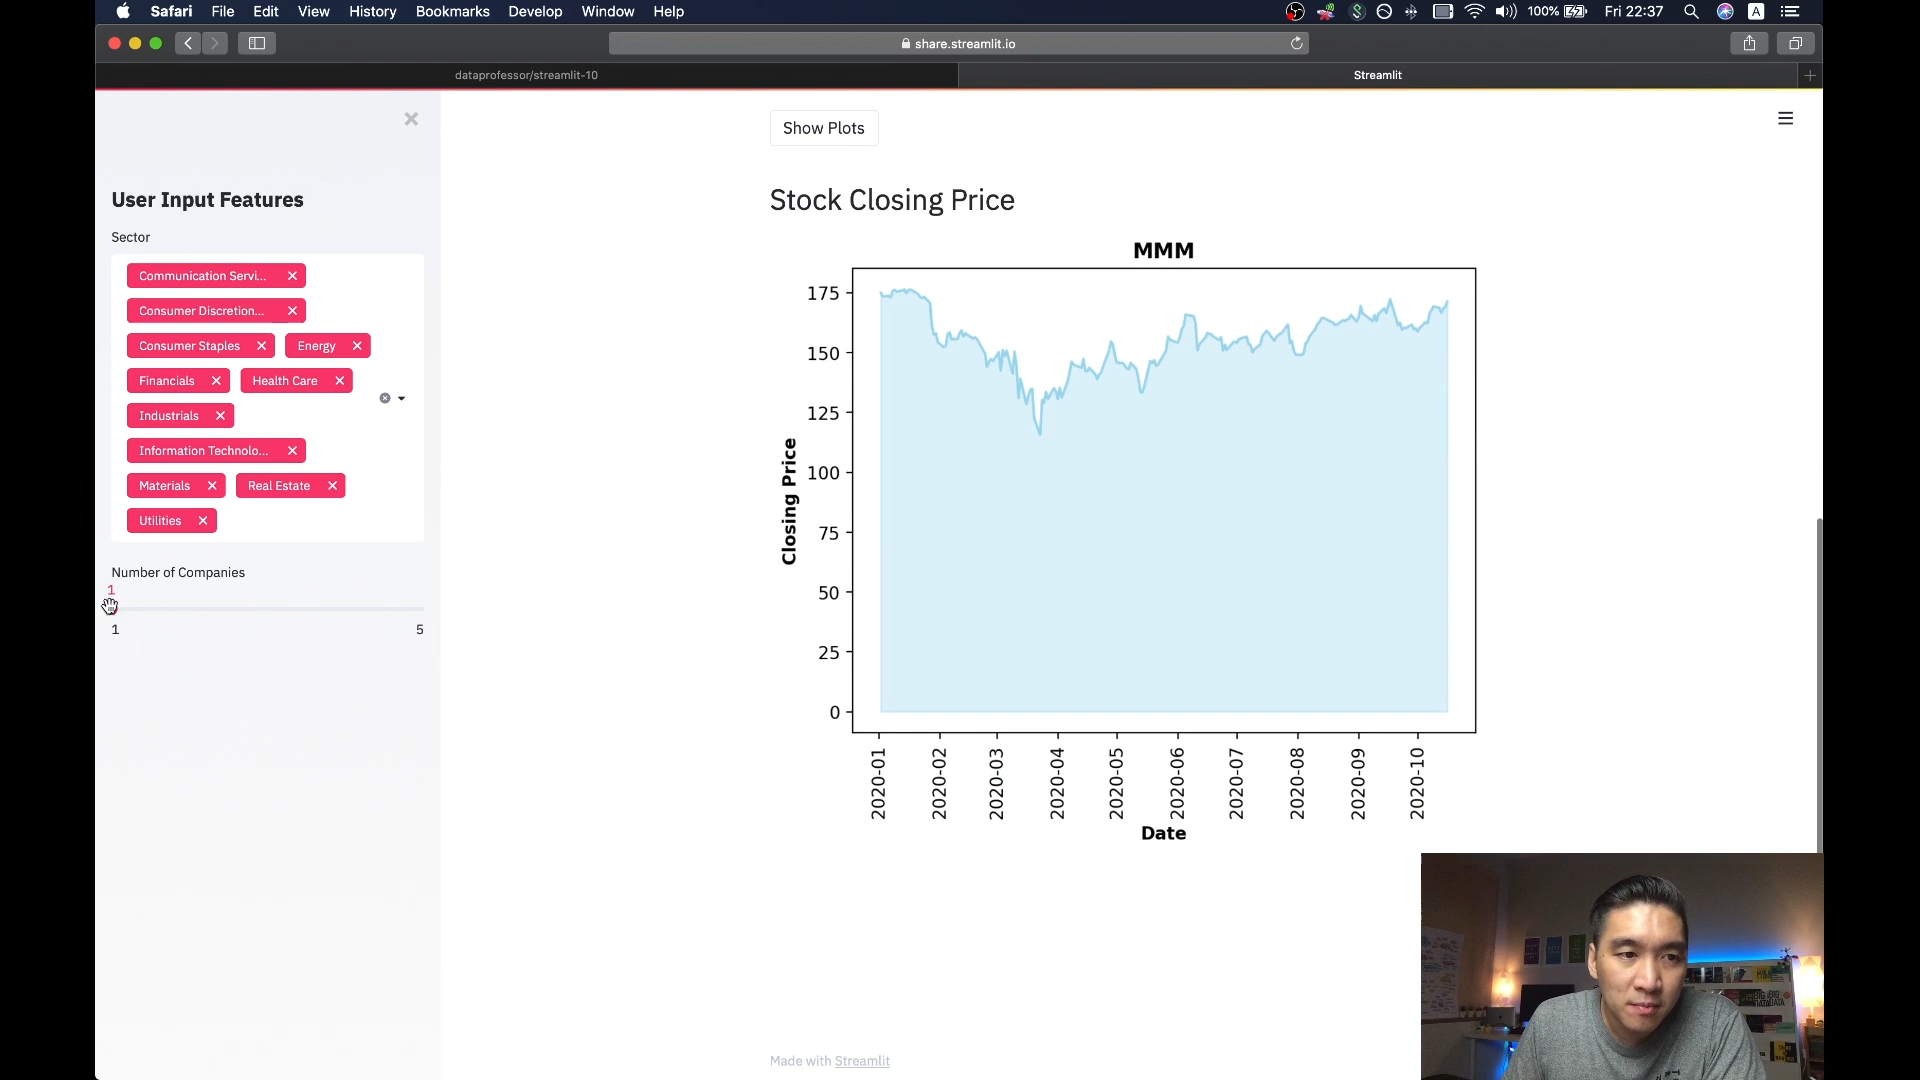 Safari File Edit View History Bookmarks Develop Window Help
100% Fri 22:37 A
share.streamlit.io
dataprofessor/streamlit-10
Streamlit
User Input Features
Sector
Communication Servi...
Consumer Discretion...
Consumer Staples
Energy
Financials
Health Care
Industrials
Information Technolo...
Materials
Real Estate
Utilities
Number of Companies
1
1 5
Show Plots
Stock Closing Price
MMM
Closing Price
175
150
125
100
75
50
25
0
2020-01 2020-02 2020-03 2020-04 2020-05 2020-06 2020-07 2020-08 2020-09 2020-10
Date
Made with Streamlit